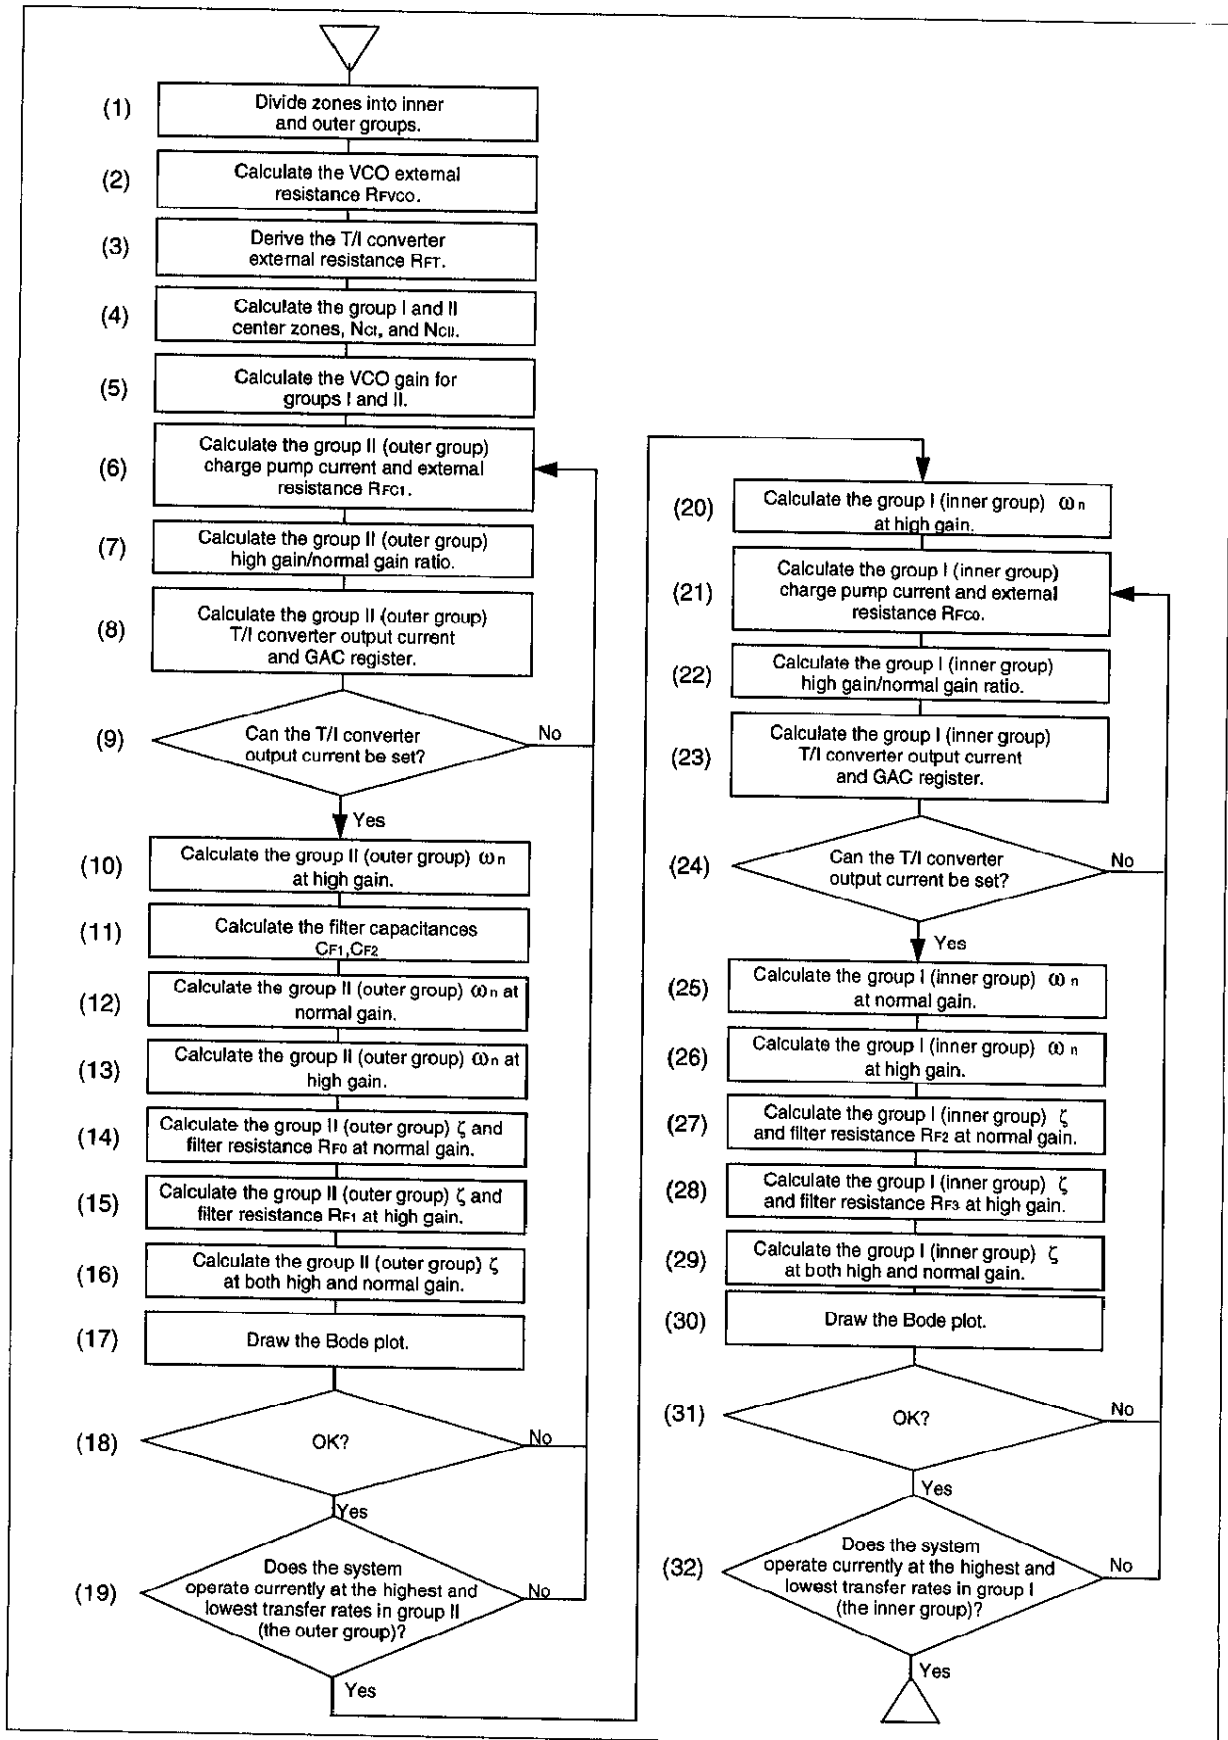 (1)
Divide zones into inner
and outer groups.
(2)
Calculate the VCO external
resistance RFVCO.
(3)
Derive the T/I converter
external resistance RFT.
(4)
Calculate the group I and II
center zones, NCI, and NCII.
(5)
Calculate the VCO gain for
groups I and II.
(6)
Calculate the group II (outer group)
charge pump current and external
resistance RFC1.
(7)
Calculate the group II (outer group)
high gain/normal gain ratio.
(8)
Calculate the group II (outer group)
T/I converter output current
and GAC register.
(9)
Can the T/I converter
output current be set?
No
Yes
(10)
Calculate the group II (outer group) ωn
at high gain.
(11)
Calculate the filter capacitances
CF1,CF2
(12)
Calculate the group II (outer group) ωn at
normal gain.
(13)
Calculate the group II (outer group) ωn at
high gain.
(14)
Calculate the group II (outer group) ζ and
filter resistance RF0 at normal gain.
(15)
Calculate the group II (outer group) ζ and
filter resistance RF1 at high gain.
(16)
Calculate the group II (outer group) ζ
at both high and normal gain.
(17)
Draw the Bode plot.
(18)
OK?
No
Yes
(19)
Does the system
operate currently at the highest and
lowest transfer rates in group II
(the outer group)?
No
Yes
(20)
Calculate the group I (inner group) ωn
at high gain.
(21)
Calculate the group I (inner group)
charge pump current and external
resistance RFC0.
(22)
Calculate the group I (inner group)
high gain/normal gain ratio.
(23)
Calculate the group I (inner group)
T/I converter output current
and GAC register.
(24)
Can the T/I converter
output current be set?
No
Yes
(25)
Calculate the group I (inner group) ωn
at normal gain.
(26)
Calculate the group I (inner group) ωn
at high gain.
(27)
Calculate the group I (inner group) ζ
and filter resistance RF2 at normal gain.
(28)
Calculate the group I (inner group) ζ
and filter resistance RF3 at high gain.
(29)
Calculate the group I (inner group) ζ
at both high and normal gain.
(30)
Draw the Bode plot.
(31)
OK?
No
Yes
(32)
Does the system
operate currently at the highest and
lowest transfer rates in group I
(the inner group)?
No
Yes